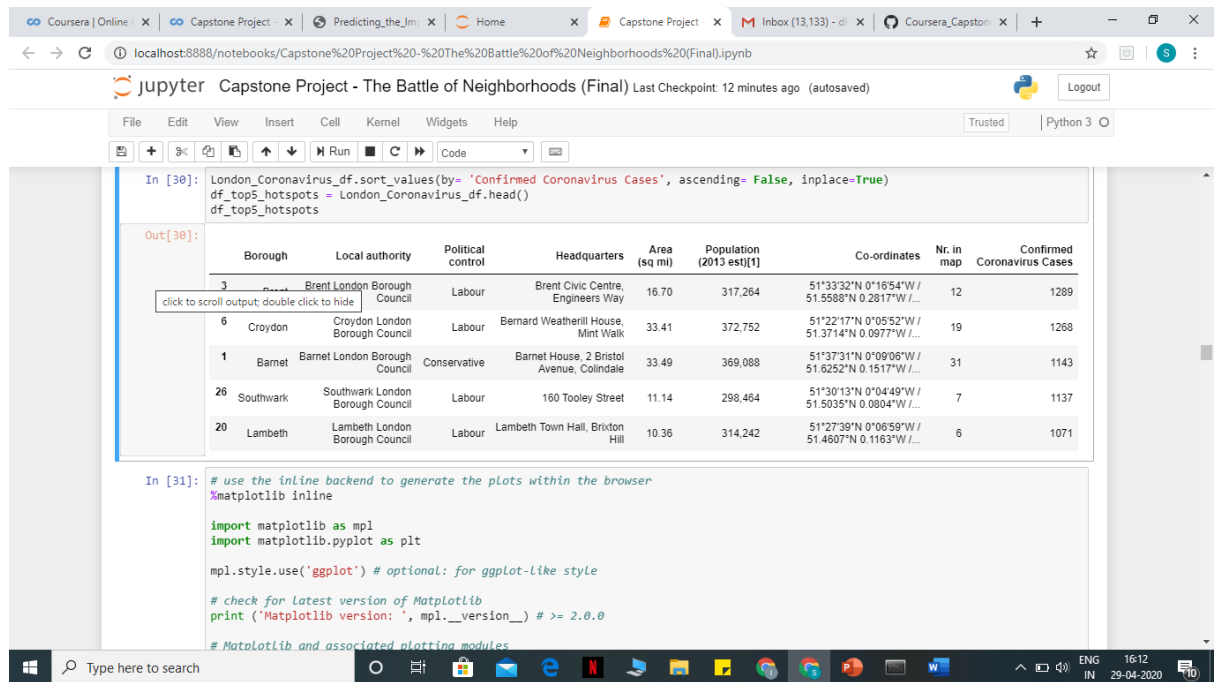 Coursera | Online C
Capstone Project -
Predicting_the_Imp
Home
Capstone Project -
Inbox (13,133) - dl
Coursera_Capston
localhost:8888/notebooks/Capstone%20Project%20-%20The%20Battle%20of%20Neighborhoods%20(Final).ipynb
S
jupyter Capstone Project - The Battle of Neighborhoods (Final) Last Checkpoint: 12 minutes ago (autosaved)
Logout
File Edit View Insert Cell Kernel Widgets Help
Trusted
Python 3
Run
Code
In [30]: London_Coronavirus_df.sort_values(by= 'Confirmed Coronavirus Cases', ascending= False, inplace=True)
df_top5_hotspots = London_Coronavirus_df.head()
df_top5_hotspots
Out[30]:
Borough Local authority Political control Headquarters Area (sq mi) Population (2013 est)[1] Co-ordinates Nr. in map Confirmed Coronavirus Cases
3 Brent London Borough Council Labour Brent Civic Centre, Engineers Way 16.70 317,264 51°33′32″N 0°16′54″W / 51.5588°N 0.2817°W /... 12 1289
click to scroll output; double click to hide
6 Croydon Croydon London Borough Council Labour Bernard Weatherill House, Mint Walk 33.41 372,752 51°22′17″N 0°05′52″W / 51.3714°N 0.0977°W /... 19 1268
1 Barnet Barnet London Borough Council Conservative Barnet House, 2 Bristol Avenue, Colindale 33.49 369,088 51°37′31″N 0°09′06″W / 51.6252°N 0.1517°W /... 31 1143
26 Southwark Southwark London Borough Council Labour 160 Tooley Street 11.14 298,464 51°30′13″N 0°04′49″W / 51.5035°N 0.0804°W /... 7 1137
20 Lambeth Lambeth London Borough Council Labour Lambeth Town Hall, Brixton Hill 10.36 314,242 51°27′39″N 0°06′59″W / 51.4607°N 0.1163°W /... 6 1071
In [31]: # use the inline backend to generate the plots within the browser
%matplotlib inline
import matplotlib as mpl
import matplotlib.pyplot as plt
mpl.style.use('ggplot') # optional: for ggplot-like style
# check for latest version of Matplotlib
print ('Matplotlib version: ', mpl.__version__) # >= 2.0.0
# Matplotlib and associated plotting modules
Type here to search
ENG
IN
16:12
29-04-2020
10